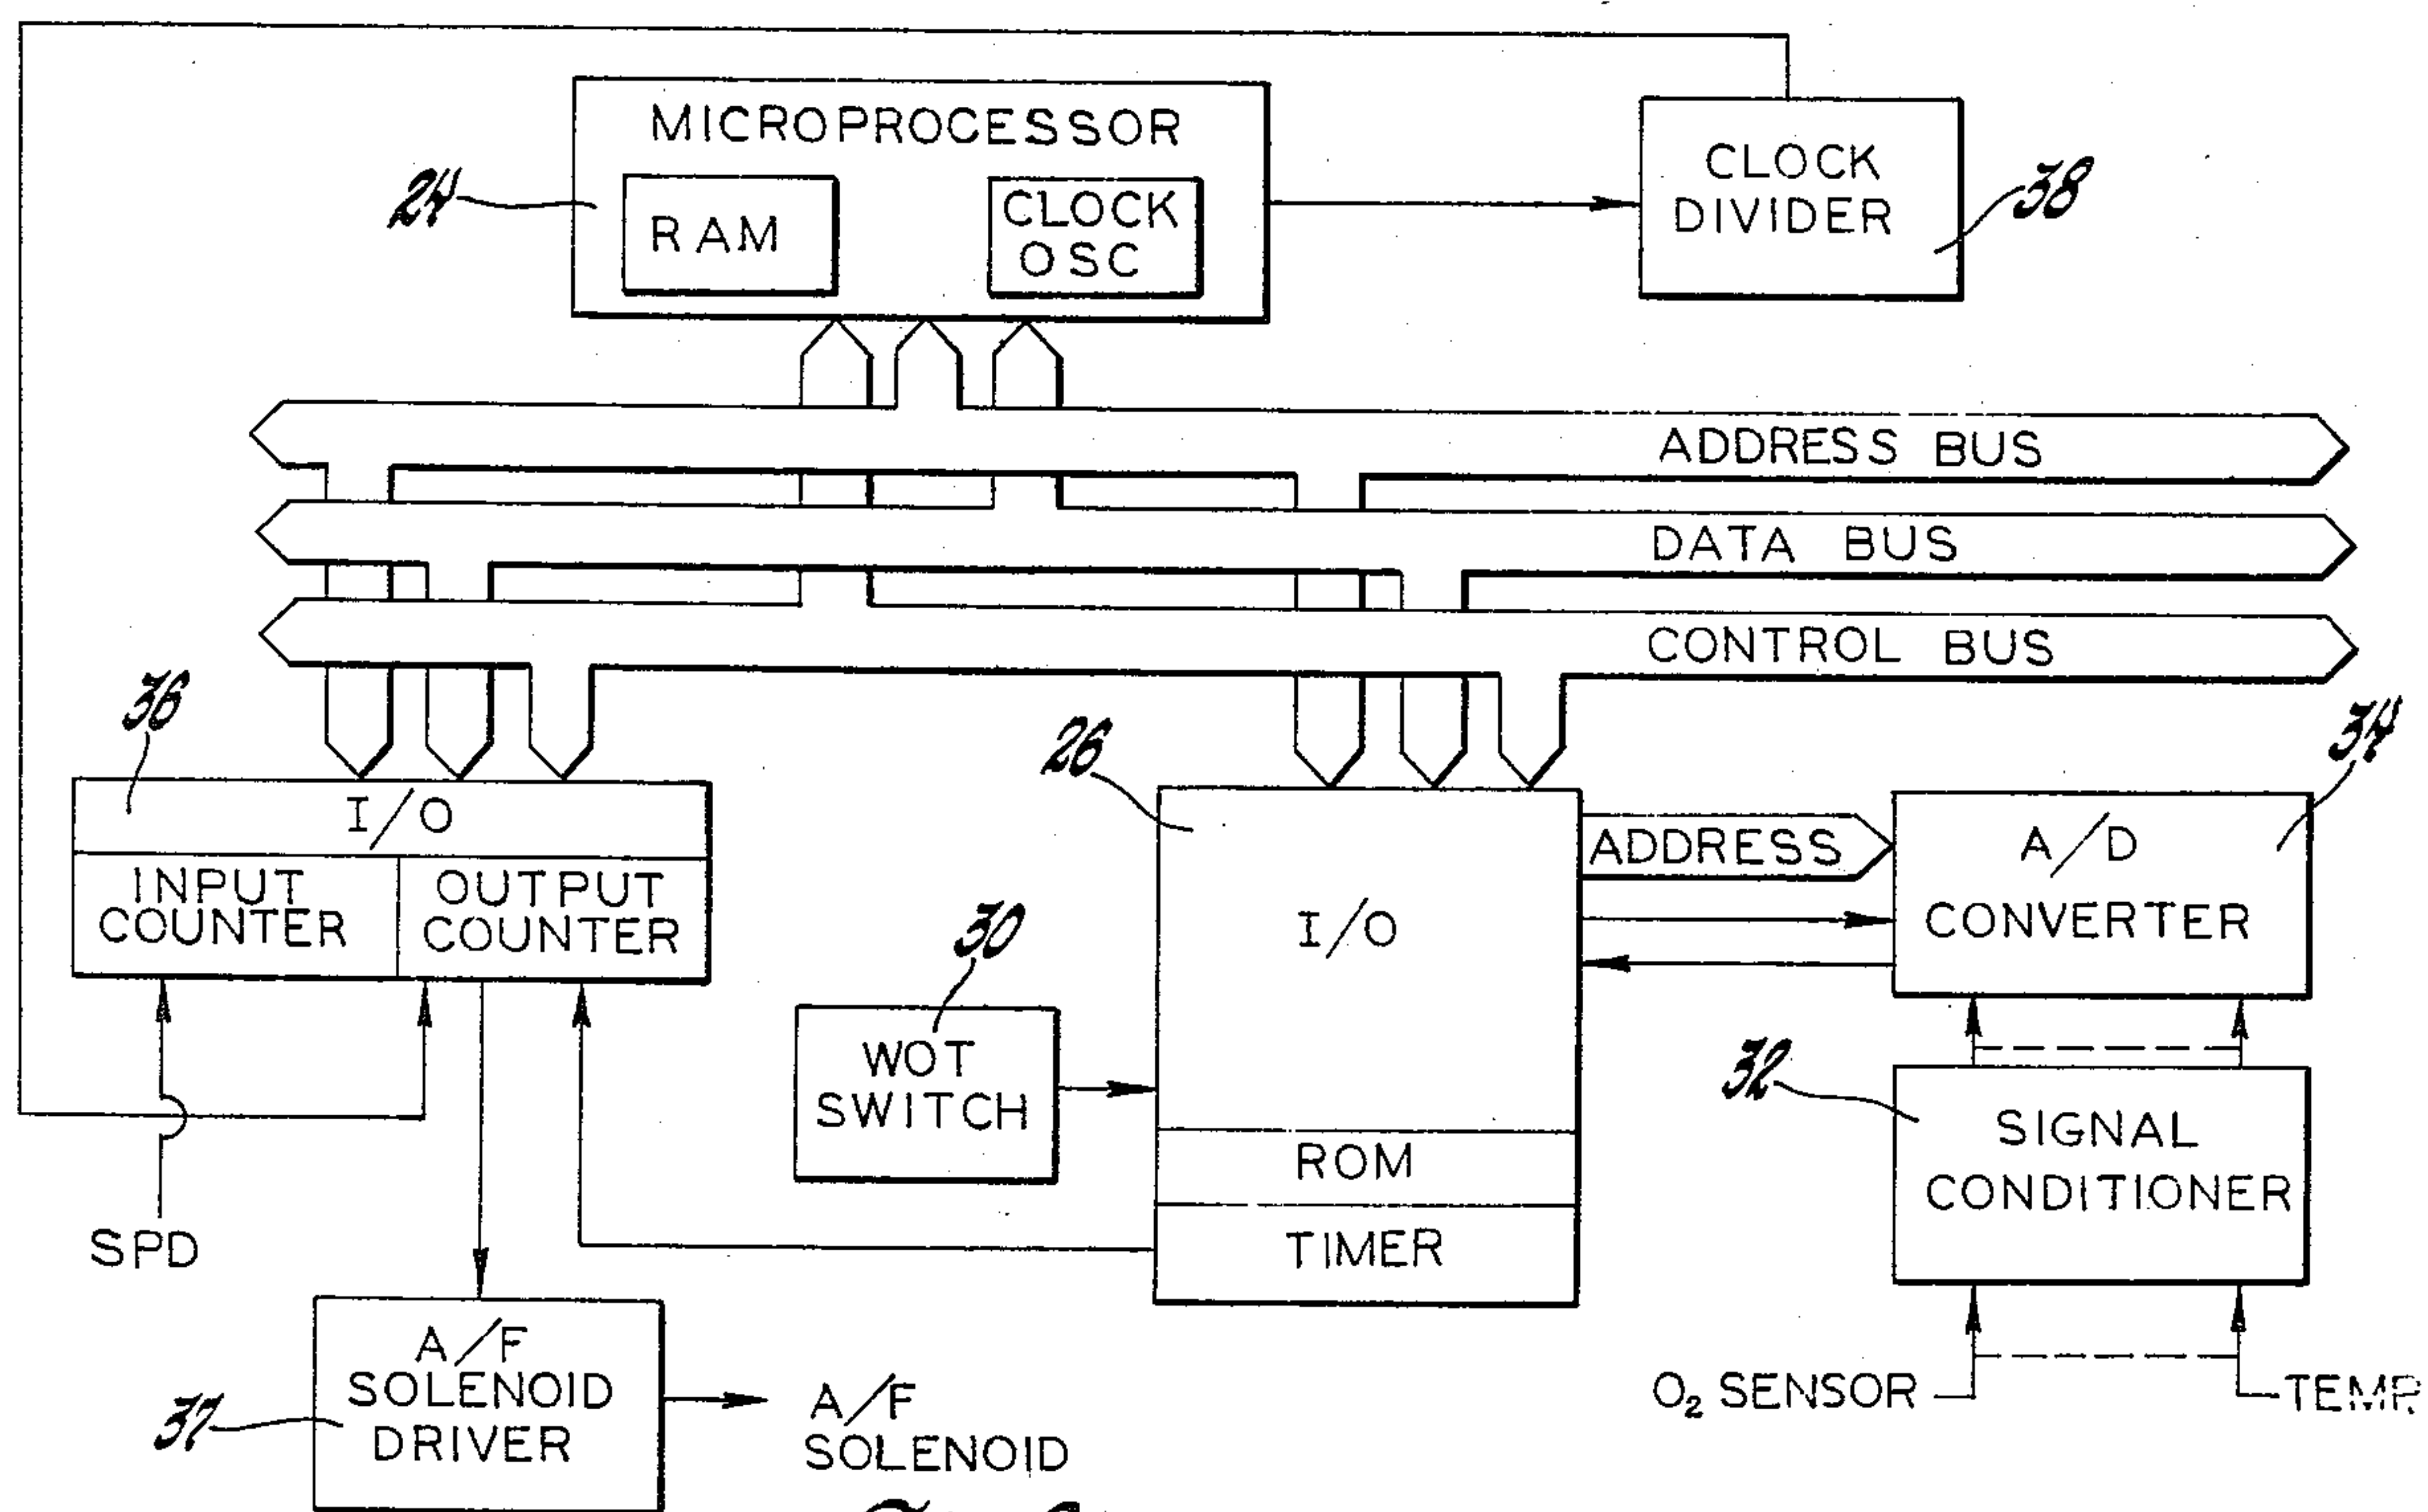 MICROPROCESSOR
24
RAM
CLOCK
OSC
CLOCK
DIVIDER
38
ADDRESS BUS
DATA BUS
CONTROL BUS
36
I/O
INPUT
COUNTER
OUTPUT
COUNTER
26
I/O
ROM
TIMER
ADDRESS
34
A/D
CONVERTER
30
WOT
SWITCH
32
SIGNAL
CONDITIONER
SPD
O₂ SENSOR
TEMP.
37
A/F
SOLENOID
DRIVER
A/F
SOLENOID